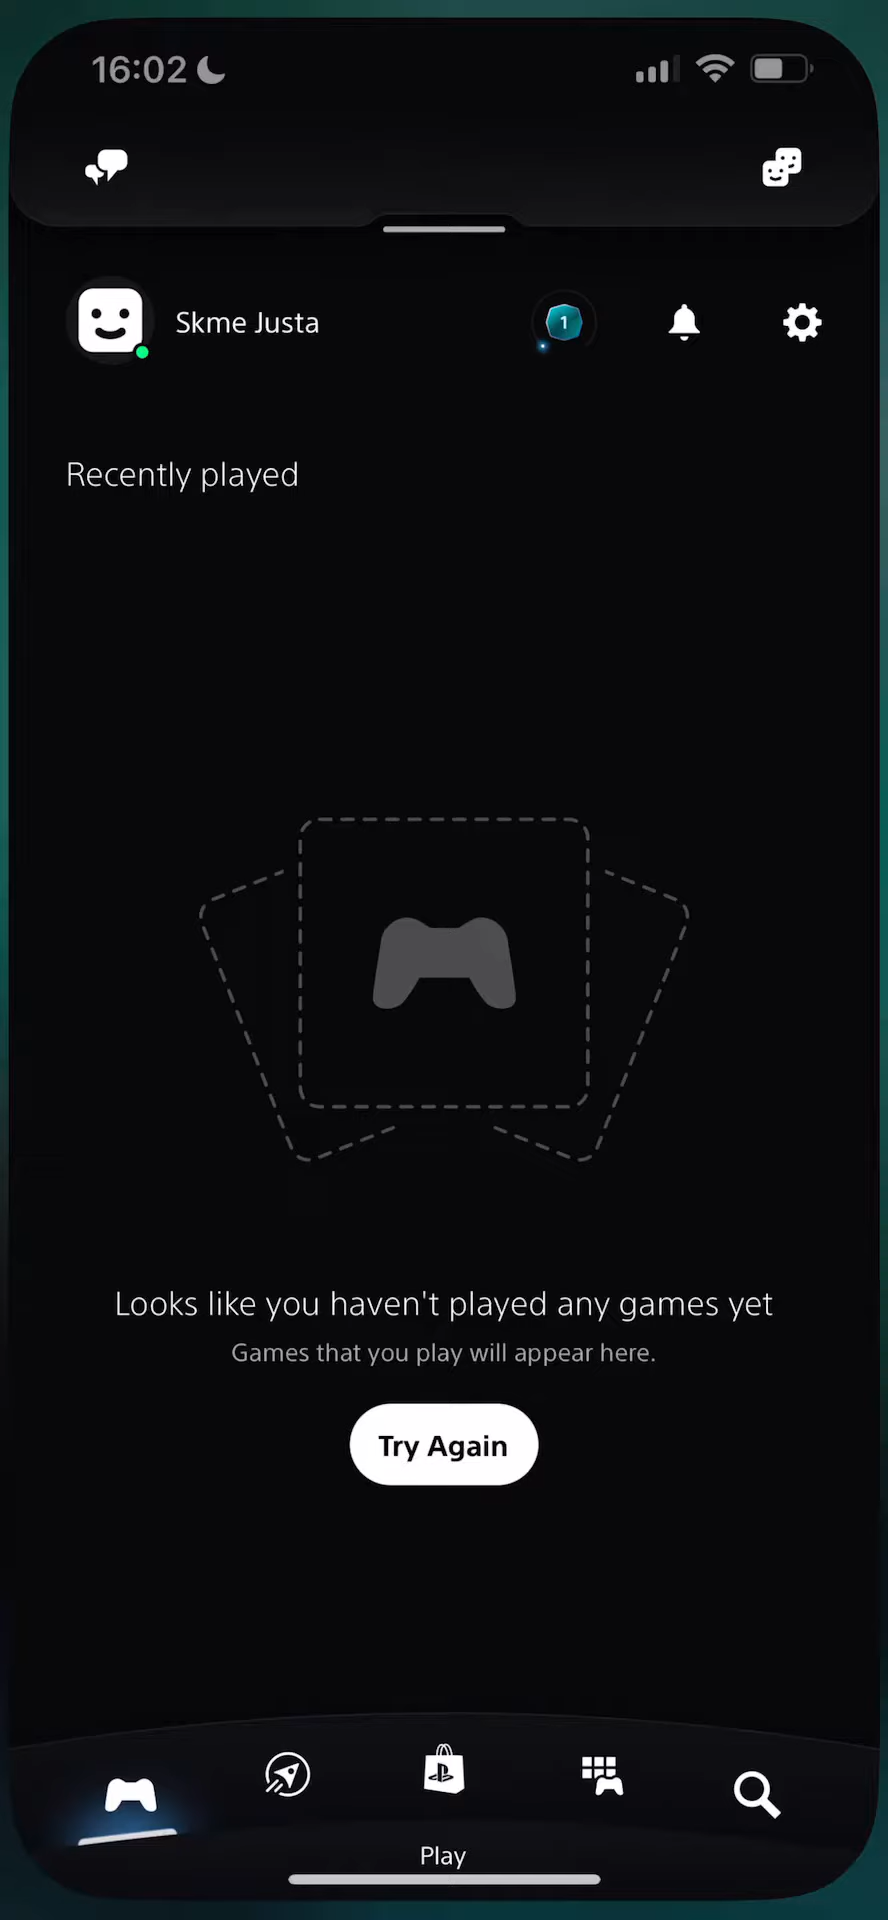 16:02
Skme Justa
1
Recently played
Looks like you haven't played any games yet
Games that you play will appear here.
Try Again
Play